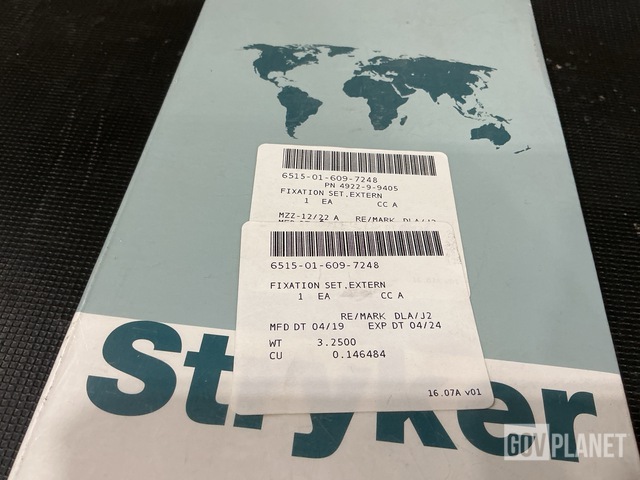 6515-01-609-7248
PN 4922-9-9405
FIXATION SET,EXTERN
1 EA CC A
MZZ-12/22 A RE/MARK DLA/J2
6515-01-609-7248
FIXATION SET,EXTERN
1 EA CC A
RE/MARK DLA/J2
MFD DT 04/19 EXP DT 04/24
WT 3.2500
CU 0.146484
16.07A v01
Stryker
GOVPLANET